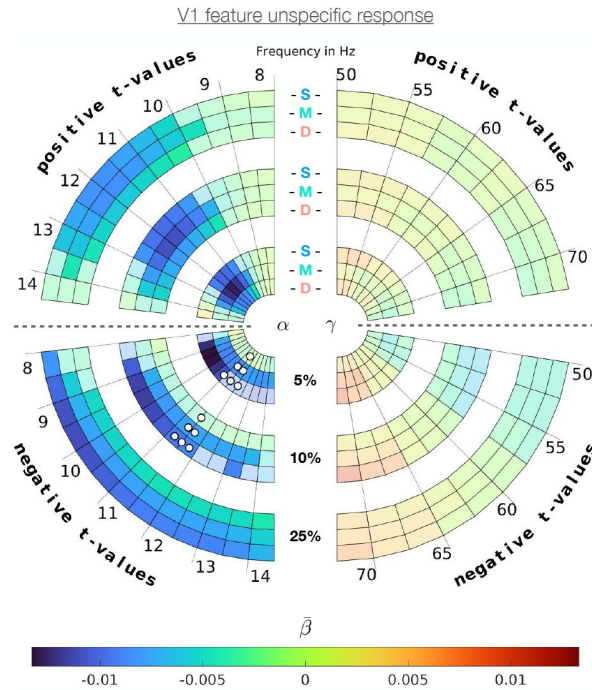 V1 feature unspecific response
Frequency in Hz
positive t-values
positive t-values
8
9
10
11
12
13
14
50
55
60
65
70
- S -
- M -
- D -
- S -
- M -
- D -
- S -
- M -
- D -
α γ
5%
10%
25%
8
9
10
11
12
13
14
50
55
60
65
70
negative t-values
negative t-values
β̄
-0.01 -0.005 0 0.005 0.01